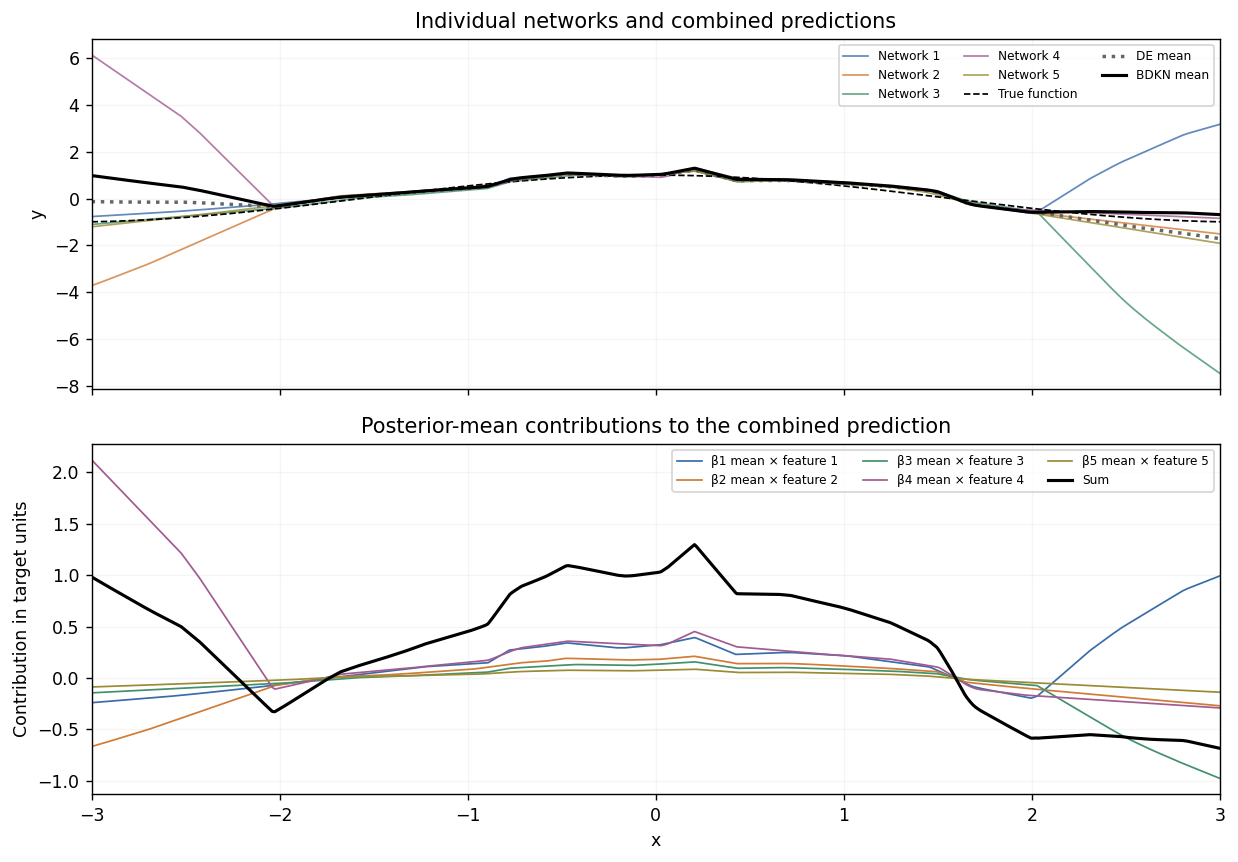 Individual networks and combined predictions
Network 1
Network 2
Network 3
Network 4
Network 5
True function
DE mean
BDKN mean
6
4
2
0
−2
−4
−6
−8
y
Posterior-mean contributions to the combined prediction
β1 mean × feature 1
β2 mean × feature 2
β3 mean × feature 3
β4 mean × feature 4
β5 mean × feature 5
Sum
2.0
1.5
1.0
0.5
0.0
−0.5
−1.0
Contribution in target units
−3 −2 −1 0 1 2 3
x